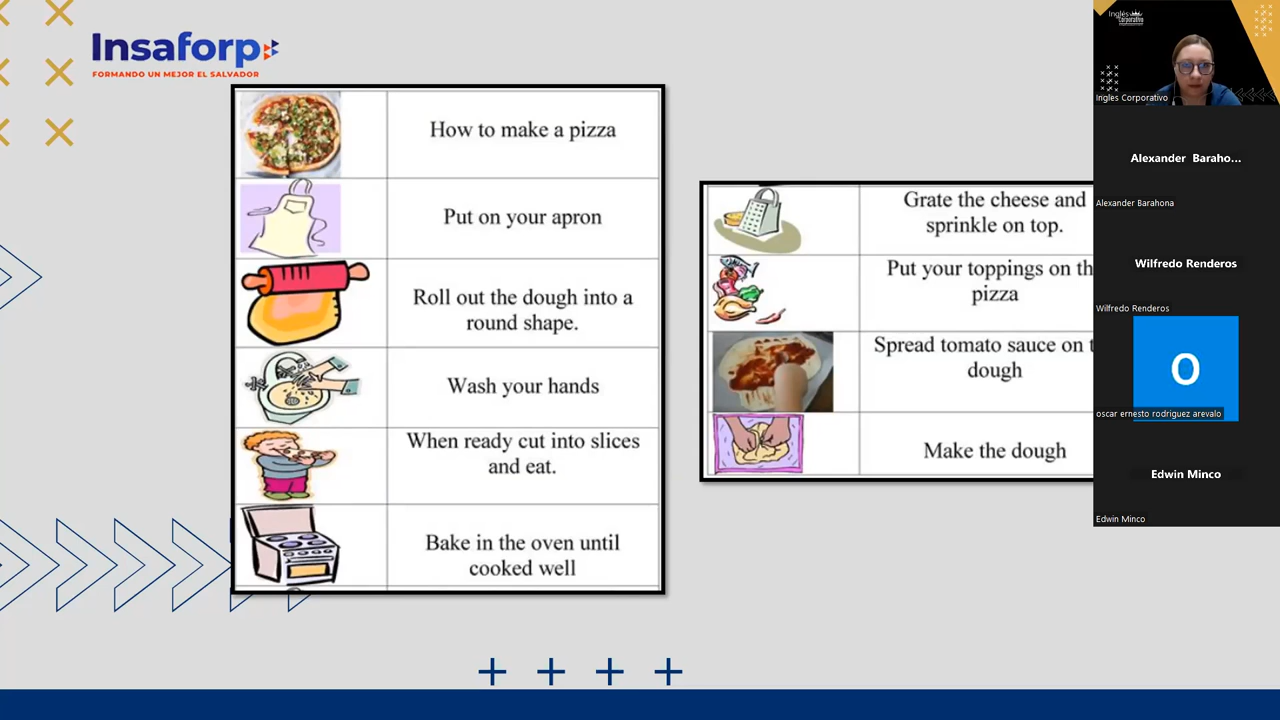 Insaforp
FORMANDO UN MEJOR EL SALVADOR
How to make a pizza
Put on your apron
Roll out the dough into a
round shape.
Wash your hands
When ready cut into slices
and eat.
Bake in the oven until
cooked well
Grate the cheese and
sprinkle on top.
Put your toppings on th
pizza
Spread tomato sauce on t
dough
Make the dough
Inglés
Corporativo
Ingles Corporativo
Alexander Baraho...
Alexander Barahona
Wilfredo Renderos
Wilfredo Renderos
O
oscar ernesto rodriguez arevalo
Edwin Minco
Edwin Minco